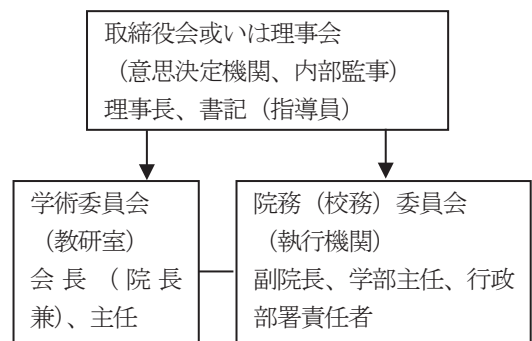 取締役会或いは理事会
（意思決定機関、内部監事）
理事長、書記（指導員）
学術委員会
（教研室）
会長（院長
兼）、主任
院務（校務）委員会
（執行機関）
副院長、学部主任、行政
部署責任者